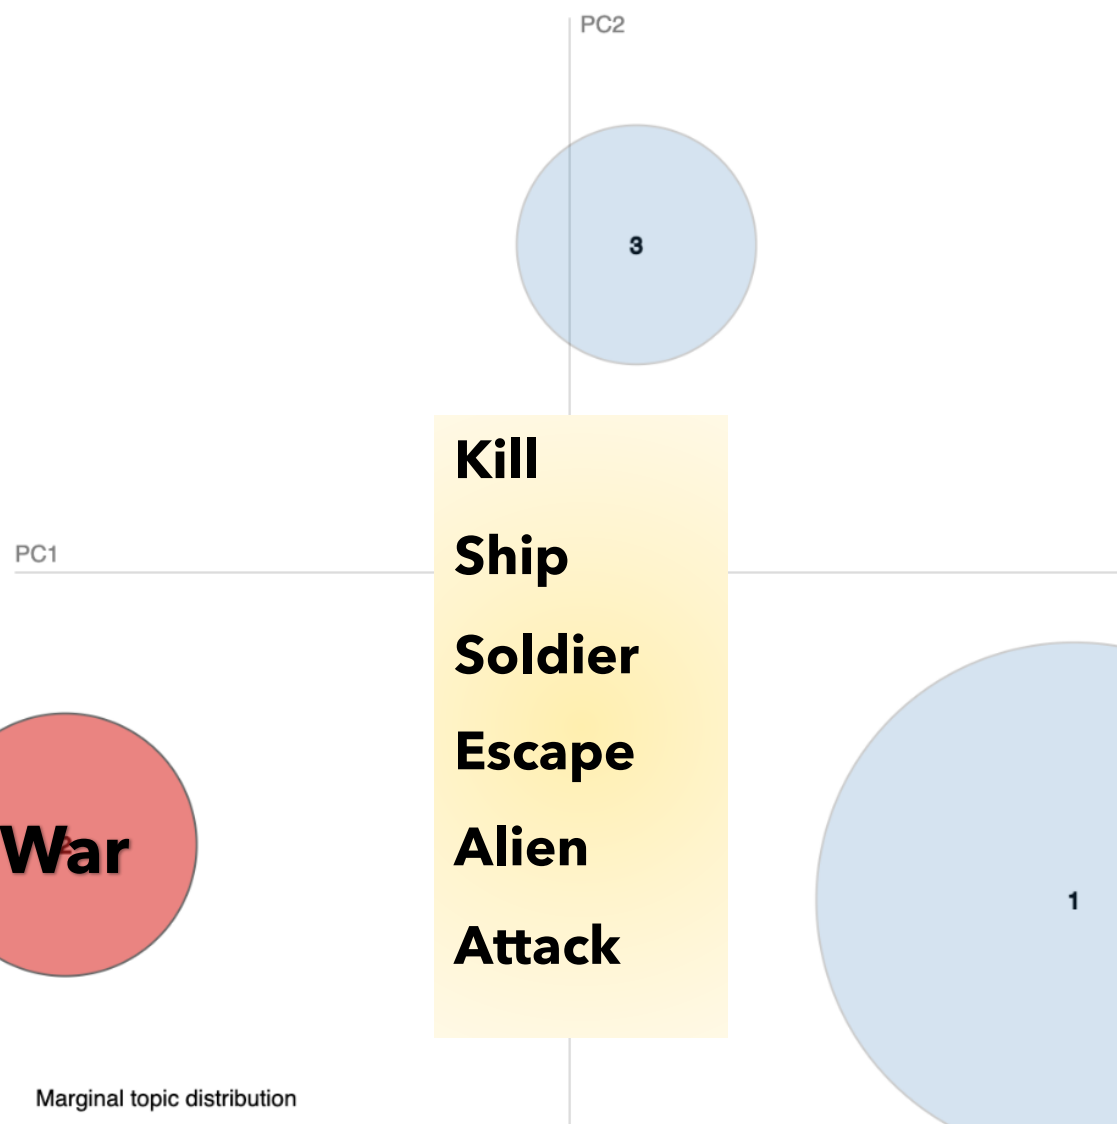 PC2
3
Kill
Ship
PC1
Soldier
Escape
War
Alien
1
Attack
Marginal topic distribution